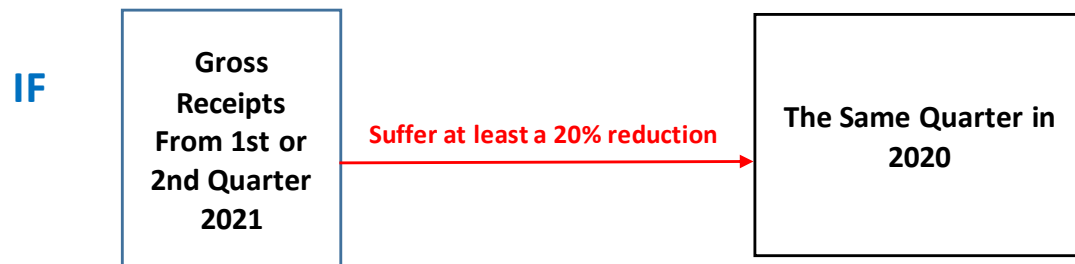 IF
Gross
Receipts
From 1st or
2nd Quarter
2021
Suffer at least a 20% reduction
The Same Quarter in
2020